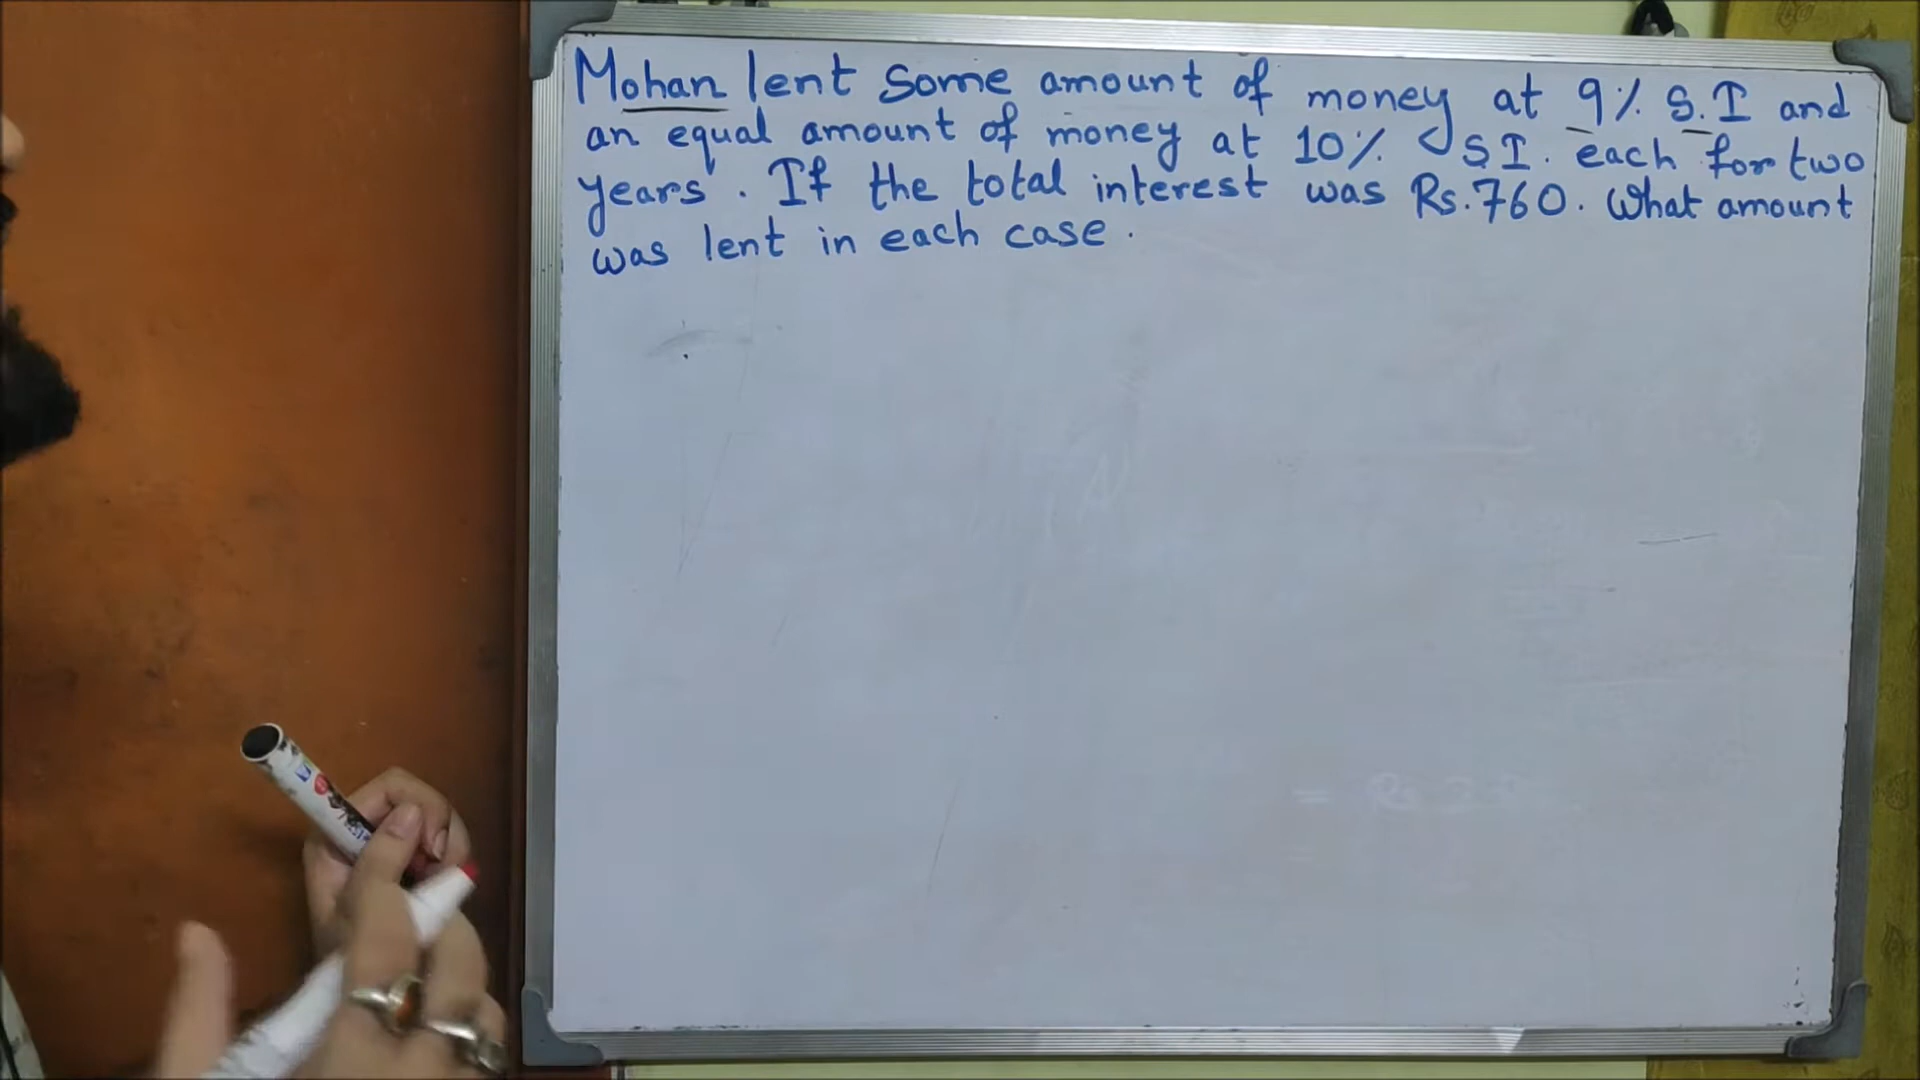 Mohan lent some amount of money at 9% S.I and
an equal amount of money at 10% S I. each for two
years. If the total interest was Rs.760. What amount
was lent in each case.